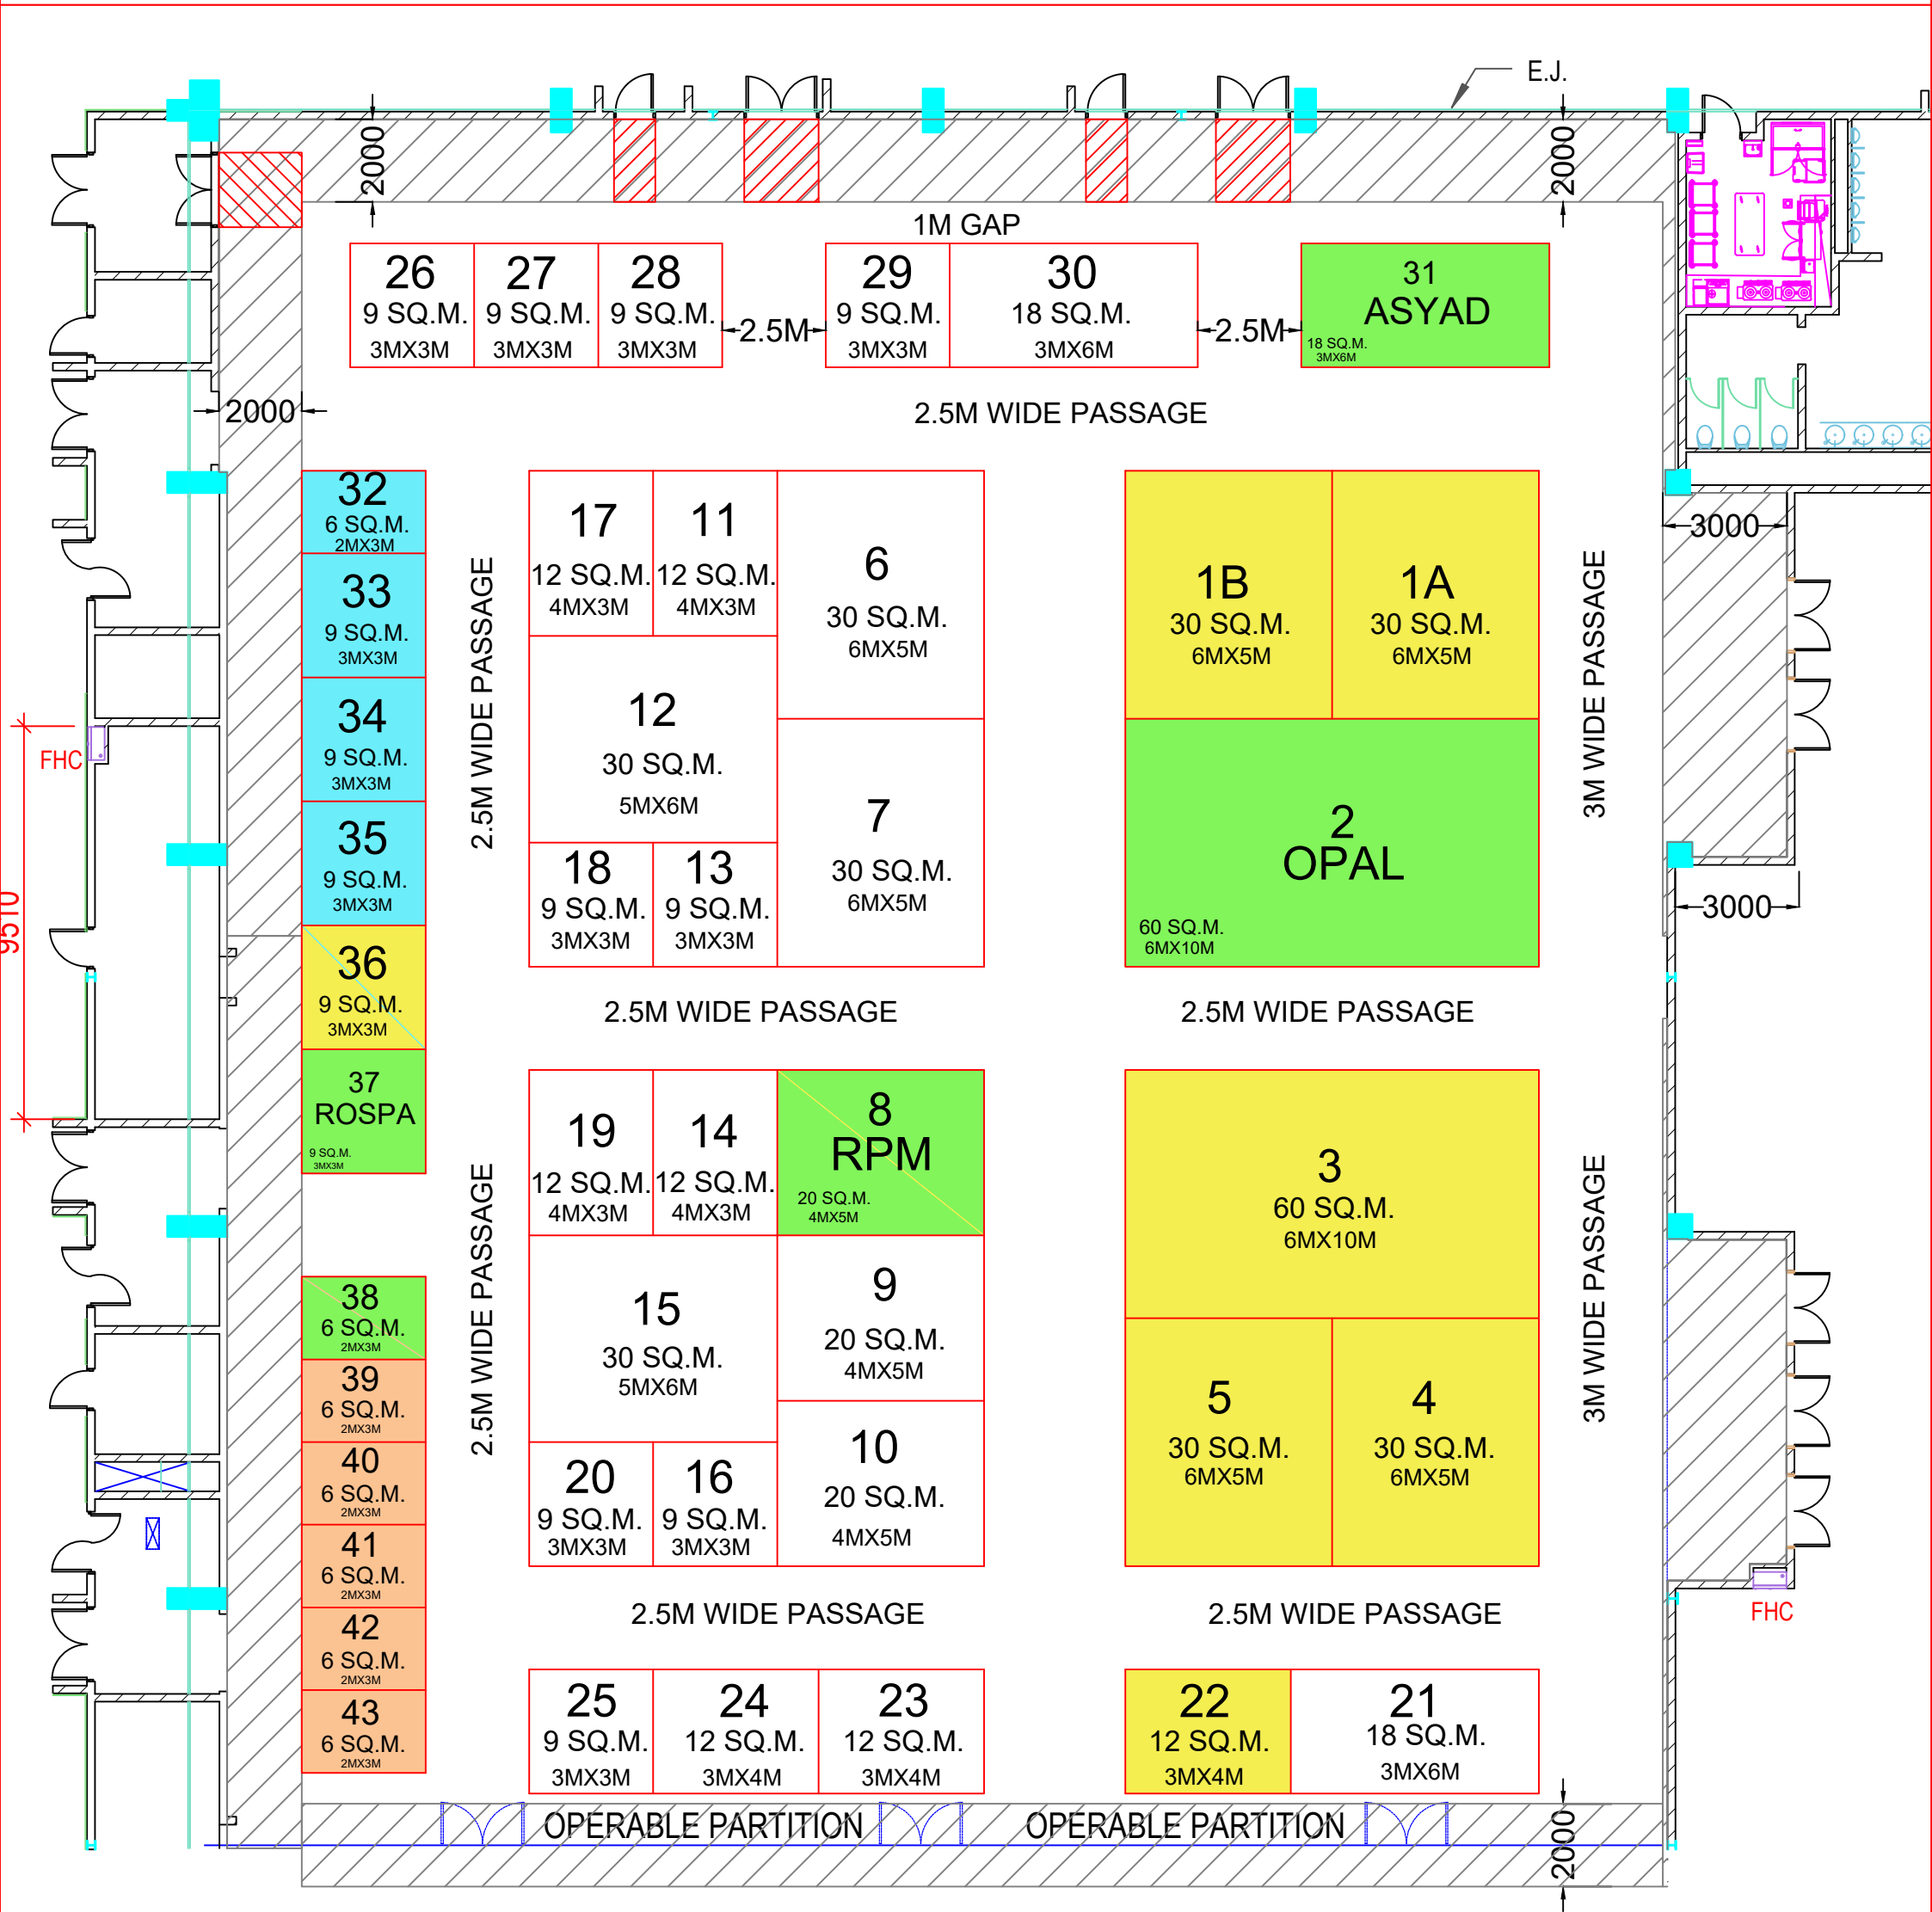 E.J.
2000
2000
1M GAP
26
9 SQ.M.
3MX3M
27
9 SQ.M.
3MX3M
28
9 SQ.M.
3MX3M
2.5M
29
9 SQ.M.
3MX3M
30
18 SQ.M.
3MX6M
2.5M
31
ASYAD
18 SQ.M.
3MX6M
2000
2.5M WIDE PASSAGE
32
6 SQ.M.
2MX3M
33
9 SQ.M.
3MX3M
34
9 SQ.M.
3MX3M
35
9 SQ.M.
3MX3M
36
9 SQ.M.
3MX3M
37
ROSPA
9 SQ.M.
3MX3M
2.5M WIDE PASSAGE
17
12 SQ.M.
4MX3M
11
12 SQ.M.
4MX3M
6
30 SQ.M.
6MX5M
12
30 SQ.M.
5MX6M
7
30 SQ.M.
6MX5M
18
9 SQ.M.
3MX3M
13
9 SQ.M.
3MX3M
1B
30 SQ.M.
6MX5M
1A
30 SQ.M.
6MX5M
2
OPAL
60 SQ.M.
6MX10M
3M WIDE PASSAGE
3000
3000
FHC
9510
2.5M WIDE PASSAGE
2.5M WIDE PASSAGE
38
6 SQ.M.
2MX3M
39
6 SQ.M.
2MX3M
40
6 SQ.M.
2MX3M
41
6 SQ.M.
2MX3M
42
6 SQ.M.
2MX3M
43
6 SQ.M.
2MX3M
2.5M WIDE PASSAGE
19
12 SQ.M.
4MX3M
14
12 SQ.M.
4MX3M
8
RPM
20 SQ.M.
4MX5M
15
30 SQ.M.
5MX6M
9
20 SQ.M.
4MX5M
20
9 SQ.M.
3MX3M
16
9 SQ.M.
3MX3M
10
20 SQ.M.
4MX5M
3
60 SQ.M.
6MX10M
5
30 SQ.M.
6MX5M
4
30 SQ.M.
6MX5M
3M WIDE PASSAGE
FHC
2.5M WIDE PASSAGE
2.5M WIDE PASSAGE
25
9 SQ.M.
3MX3M
24
12 SQ.M.
3MX4M
23
12 SQ.M.
3MX4M
22
12 SQ.M.
3MX4M
21
18 SQ.M.
3MX6M
OPERABLE PARTITION
OPERABLE PARTITION
2000